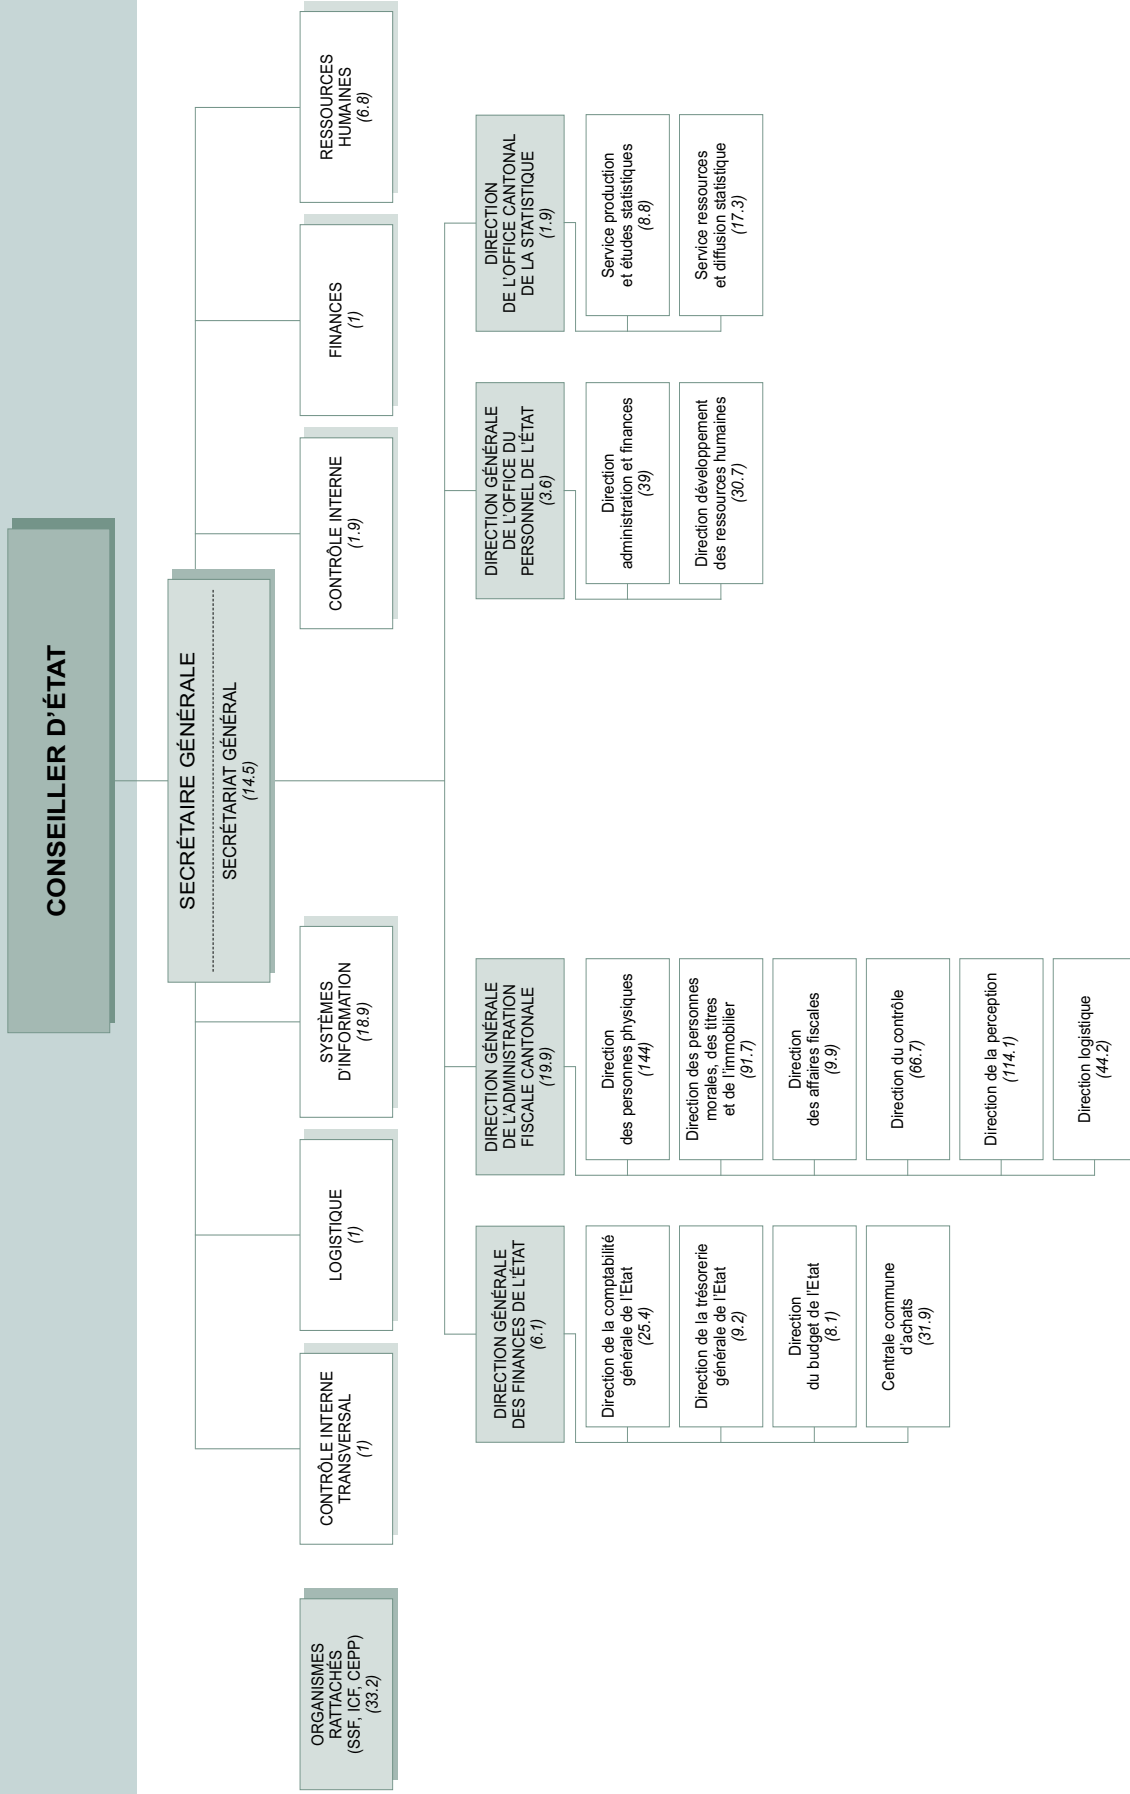 CONSEILLER D'ÉTAT
SECRÉTAIRE GÉNÉRALE
SECRÉTARIAT GÉNÉRAL
(14.5)
ORGANISMES
RATTACHÉS
(SSF, ICF, CEPP)
(33.2)
CONTRÔLE INTERNE
TRANSVERSAL
(1)
LOGISTIQUE
(1)
SYSTÈMES
D'INFORMATION
(18.9)
CONTRÔLE INTERNE
(1.9)
FINANCES
(1)
RESSOURCES
HUMAINES
(6.8)
DIRECTION GÉNÉRALE
DES FINANCES DE L'ÉTAT
(6.1)
Direction de la comptabilité
générale de l'Etat
(25.4)
Direction de la trésorerie
générale de l'Etat
(9.2)
Direction
du budget de l'Etat
(8.1)
Centrale commune
d'achats
(31.9)
DIRECTION GÉNÉRALE
DE L'ADMINISTRATION
FISCALE CANTONALE
(19.9)
Direction
des personnes physiques
(144)
Direction des personnes
morales, des titres
et de l'immobilier
(91.7)
Direction
des affaires fiscales
(9.9)
Direction du contrôle
(66.7)
Direction de la perception
(114.1)
Direction logistique
(44.2)
DIRECTION GÉNÉRALE
DE L'OFFICE DU
PERSONNEL DE L'ÉTAT
(3.6)
Direction
administration et finances
(39)
Direction développement
des ressources humaines
(30.7)
DIRECTION
DE L'OFFICE CANTONAL
DE LA STATISTIQUE
(1.9)
Service production
et études statistiques
(8.8)
Service ressources
et diffusion statistique
(17.3)